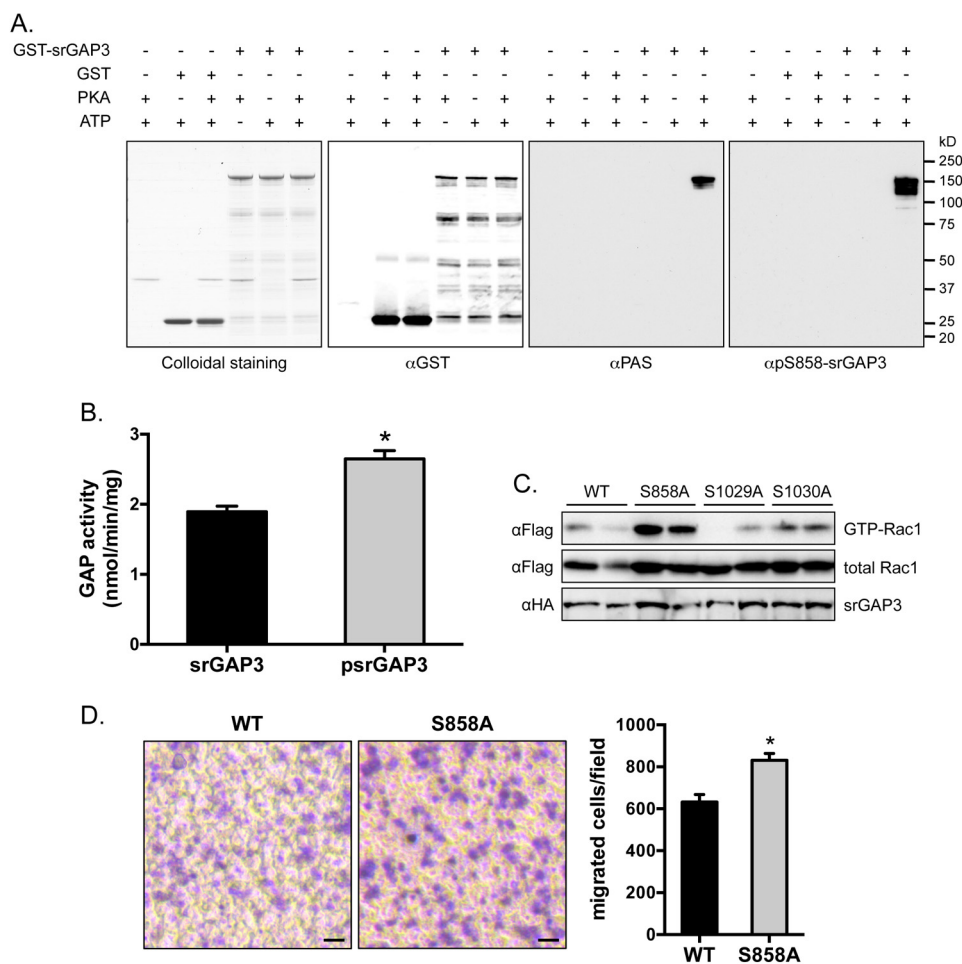 A.
GST-srGAP3 - - - + + + - - - + + + - - - + + + - - - + + +
GST - + + - - - - + + - - - - + + - - - - + + - - -
PKA + - + + - + + - + + - + + - + + - + + - + + - +
ATP + + + - + + + + + - + + + + + - + + + + + - + +
kD
250
150
100
75
50
37
25
20
Colloidal staining αGST αPAS αpS858-srGAP3
B.
GAP activity
(nmol/min/mg)
3
2
1
0
*
srGAP3 psrGAP3
C.
WT S858A S1029A S1030A
αFlag GTP-Rac1
αFlag total Rac1
αHA srGAP3
D.
WT S858A
migrated cells/field
1000
800
600
400
200
0
*
WT S858A